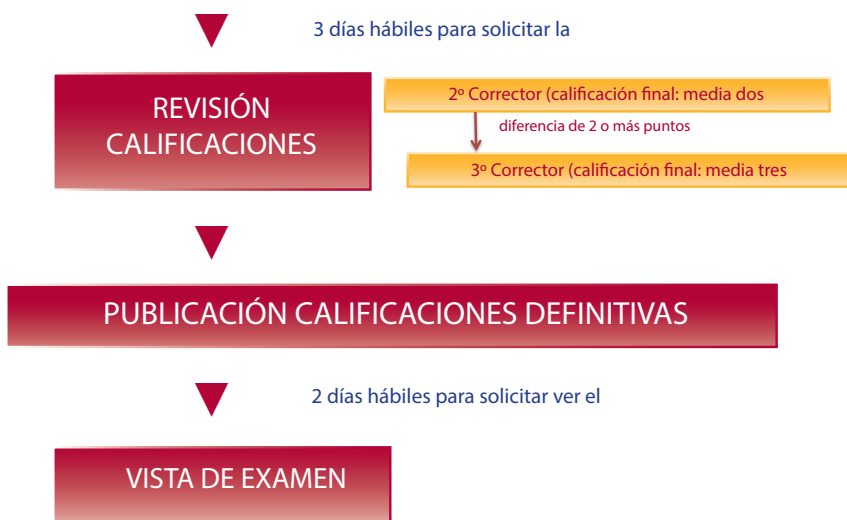 3 días hábiles para solicitar la
REVISIÓN
CALIFICACIONES
2º Corrector (calificación final: media dos
diferencia de 2 o más puntos
3º Corrector (calificación final: media tres
PUBLICACIÓN CALIFICACIONES DEFINITIVAS
2 días hábiles para solicitar ver el
VISTA DE EXAMEN